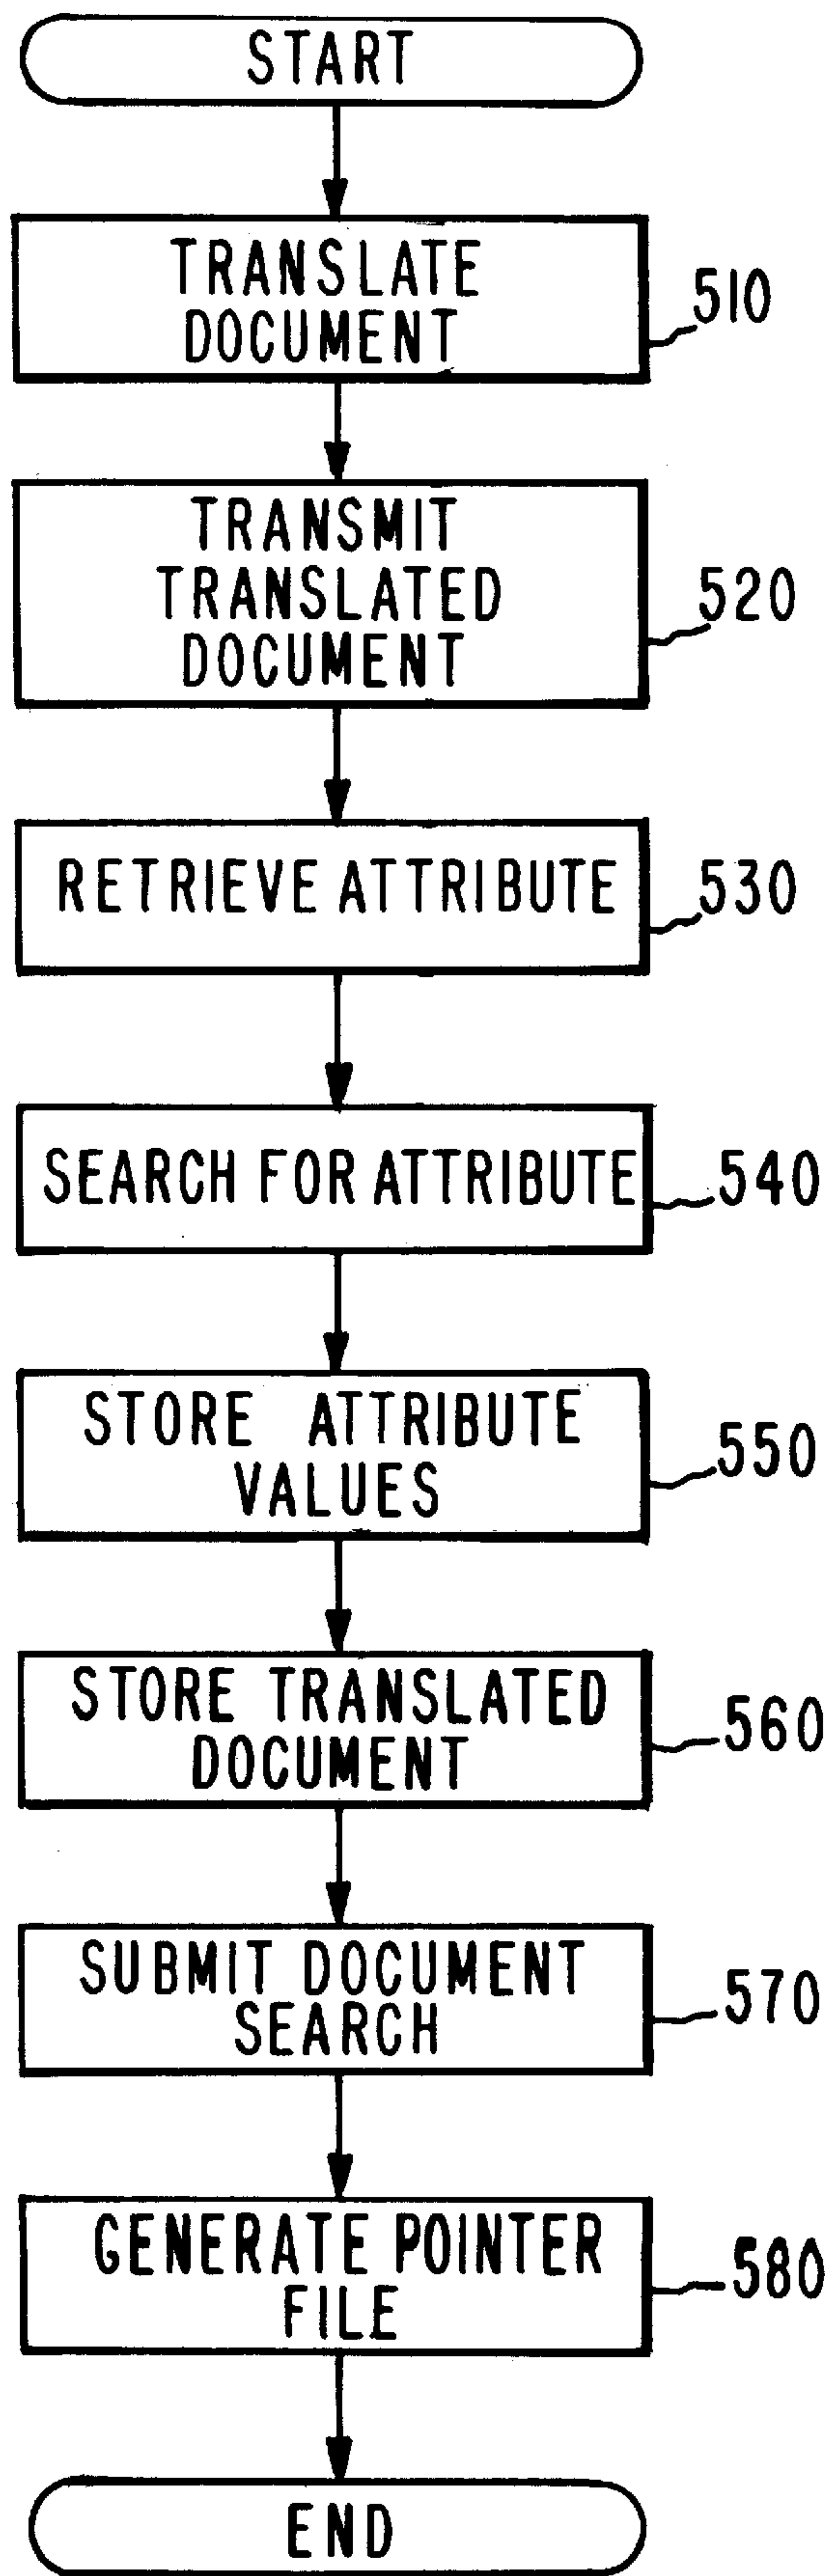 START
TRANSLATE
DOCUMENT
510
TRANSMIT
TRANSLATED
DOCUMENT
520
RETRIEVE ATTRIBUTE
530
SEARCH FOR ATTRIBUTE
540
STORE ATTRIBUTE
VALUES
550
STORE TRANSLATED
DOCUMENT
560
SUBMIT DOCUMENT
SEARCH
570
GENERATE POINTER
FILE
580
END